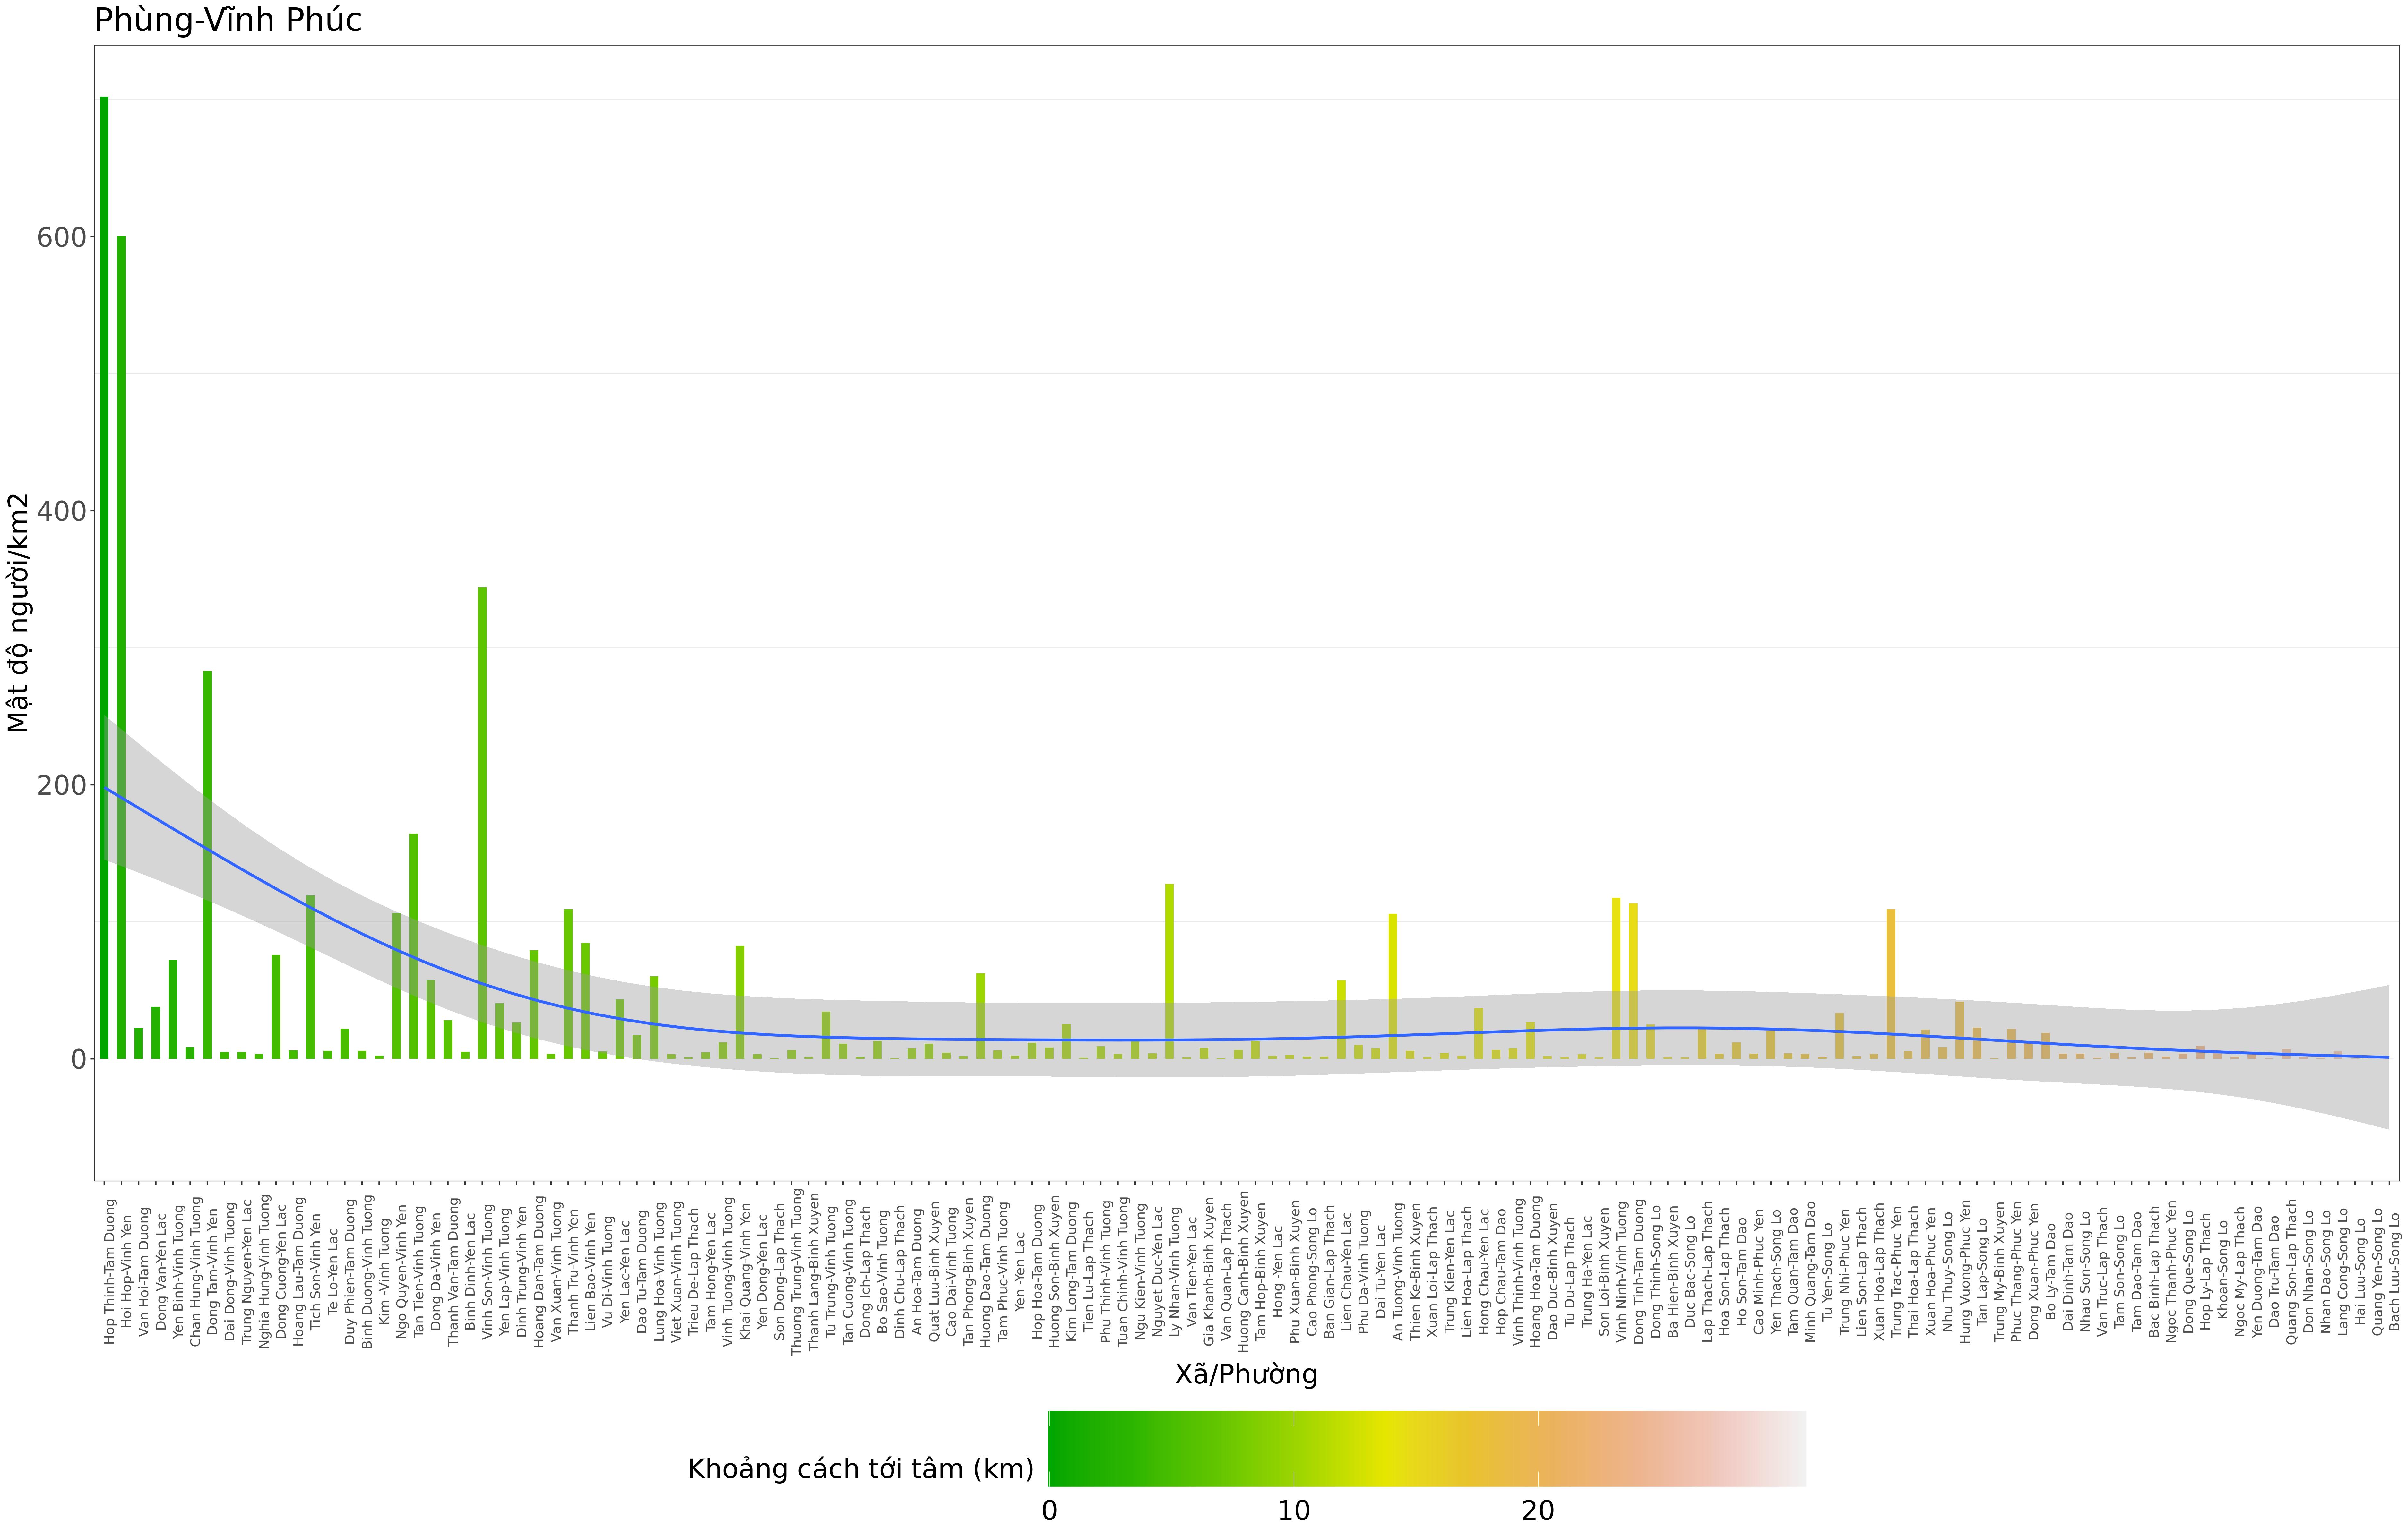 Phùng-Vĩnh Phúc
Mật độ người/km2
600
400
200
0
Hop Thinh-Tam Duong
Hoi Hop-Vinh Yen
Van Hoi-Tam Duong
Dong Van-Yen Lac
Yen Binh-Vinh Tuong
Chan Hung-Vinh Tuong
Dong Tam-Vinh Yen
Dai Dong-Vinh Tuong
Trung Nguyen-Yen Lac
Nghia Hung-Vinh Tuong
Dong Cuong-Yen Lac
Hoang Lau-Tam Duong
Tich Son-Vinh Yen
Te Lo-Yen Lac
Duy Phien-Tam Duong
Binh Duong-Vinh Tuong
Kim -Vinh Tuong
Ngo Quyen-Vinh Yen
Tan Tien-Vinh Tuong
Dong Da-Vinh Yen
Thanh Van-Tam Duong
Binh Dinh-Yen Lac
Vinh Son-Vinh Tuong
Yen Lap-Vinh Tuong
Dinh Trung-Vinh Yen
Hoang Dan-Tam Duong
Van Xuan-Vinh Tuong
Thanh Tru-Vinh Yen
Lien Bao-Vinh Yen
Vu Di-Vinh Tuong
Yen Lac-Yen Lac
Dao Tu-Tam Duong
Lung Hoa-Vinh Tuong
Viet Xuan-Vinh Tuong
Trieu De-Lap Thach
Tam Hong-Yen Lac
Vinh Tuong-Vinh Tuong
Khai Quang-Vinh Yen
Yen Dong-Yen Lac
Son Dong-Lap Thach
Thuong Trung-Vinh Tuong
Thanh Lang-Binh Xuyen
Tu Trung-Vinh Tuong
Tan Cuong-Vinh Tuong
Dong Ich-Lap Thach
Bo Sao-Vinh Tuong
Dinh Chu-Lap Thach
An Hoa-Tam Duong
Quat Luu-Binh Xuyen
Cao Dai-Vinh Tuong
Tan Phong-Binh Xuyen
Huong Dao-Tam Duong
Tam Phuc-Vinh Tuong
Yen -Yen Lac
Hop Hoa-Tam Duong
Huong Son-Binh Xuyen
Kim Long-Tam Duong
Tien Lu-Lap Thach
Phu Thinh-Vinh Tuong
Tuan Chinh-Vinh Tuong
Ngu Kien-Vinh Tuong
Nguyet Duc-Yen Lac
Ly Nhan-Vinh Tuong
Van Tien-Yen Lac
Gia Khanh-Binh Xuyen
Van Quan-Lap Thach
Huong Canh-Binh Xuyen
Tam Hop-Binh Xuyen
Hong -Yen Lac
Phu Xuan-Binh Xuyen
Cao Phong-Song Lo
Ban Gian-Lap Thach
Lien Chau-Yen Lac
Phu Da-Vinh Tuong
Dai Tu-Yen Lac
An Tuong-Vinh Tuong
Thien Ke-Binh Xuyen
Xuan Loi-Lap Thach
Trung Kien-Yen Lac
Lien Hoa-Lap Thach
Hong Chau-Yen Lac
Hop Chau-Tam Dao
Vinh Thinh-Vinh Tuong
Hoang Hoa-Tam Duong
Dao Duc-Binh Xuyen
Tu Du-Lap Thach
Trung Ha-Yen Lac
Son Loi-Binh Xuyen
Vinh Ninh-Vinh Tuong
Dong Tinh-Tam Duong
Dong Thinh-Song Lo
Ba Hien-Binh Xuyen
Duc Bac-Song Lo
Lap Thach-Lap Thach
Hoa Son-Lap Thach
Ho Son-Tam Dao
Cao Minh-Phuc Yen
Yen Thach-Song Lo
Tam Quan-Tam Dao
Minh Quang-Tam Dao
Tu Yen-Song Lo
Trung Nhi-Phuc Yen
Lien Son-Lap Thach
Xuan Hoa-Lap Thach
Trung Trac-Phuc Yen
Thai Hoa-Lap Thach
Xuan Hoa-Phuc Yen
Nhu Thuy-Song Lo
Hung Vuong-Phuc Yen
Tan Lap-Song Lo
Trung My-Binh Xuyen
Phuc Thang-Phuc Yen
Dong Xuan-Phuc Yen
Bo Ly-Tam Dao
Dai Dinh-Tam Dao
Nhao Son-Song Lo
Van Truc-Lap Thach
Tam Son-Song Lo
Tam Dao-Tam Dao
Bac Binh-Lap Thach
Ngoc Thanh-Phuc Yen
Dong Que-Song Lo
Hop Ly-Lap Thach
Khoan-Song Lo
Ngoc My-Lap Thach
Yen Duong-Tam Dao
Dao Tru-Tam Dao
Quang Son-Lap Thach
Don Nhan-Song Lo
Nhan Dao-Song Lo
Lang Cong-Song Lo
Hai Luu-Song Lo
Quang Yen-Song Lo
Bach Luu-Song Lo
Xã/Phường
Khoảng cách tới tâm (km)
0
10
20